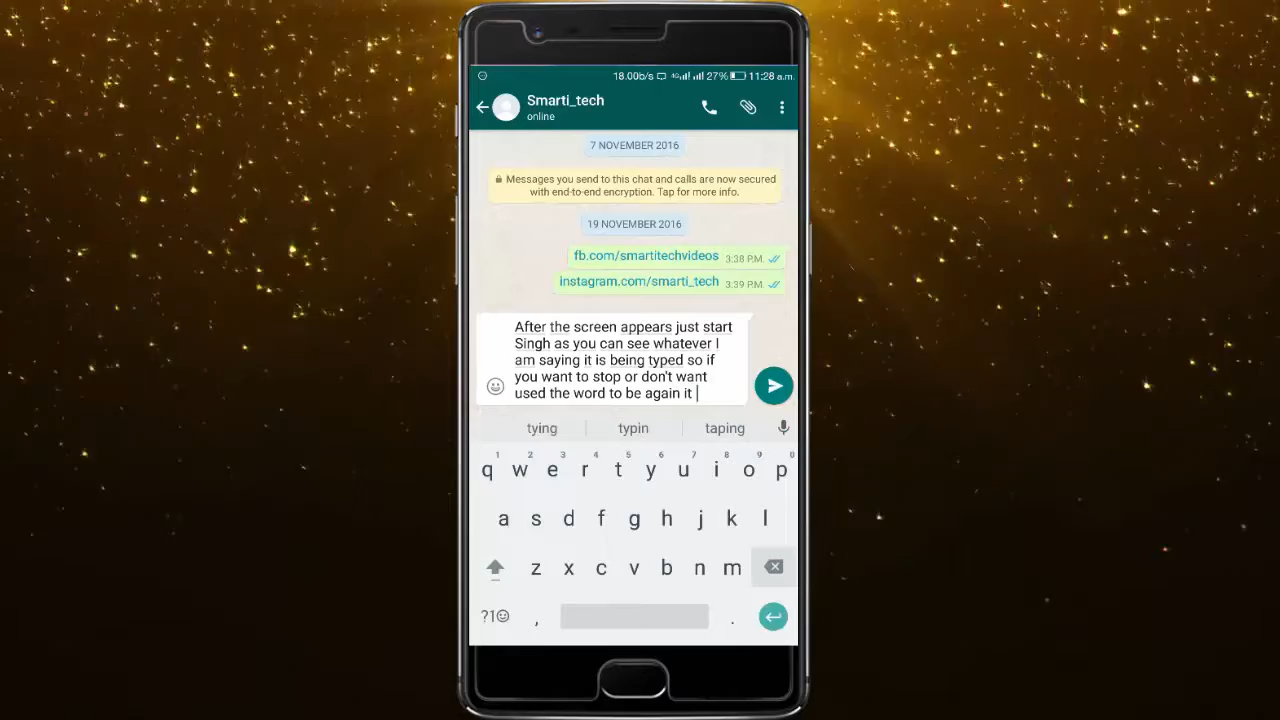 18.00b/s 4G 27% 11:28 a.m.
Smarti_tech
online
7 NOVEMBER 2016
Messages you send to this chat and calls are now secured
with end-to-end encryption. Tap for more info.
19 NOVEMBER 2016
fb.com/smartitechvideos 3:38 P.M.
instagram.com/smarti_tech 3:39 P.M.
After the screen appears just start
Singh as you can see whatever I
am saying it is being typed so if
you want to stop or don't want
used the word to be again it
tying typin taping
1 2 3 4 5 6 7 8 9 0
q w e r t y u i o p
a s d f g h j k l
z x c v b n m
?1☺ , .